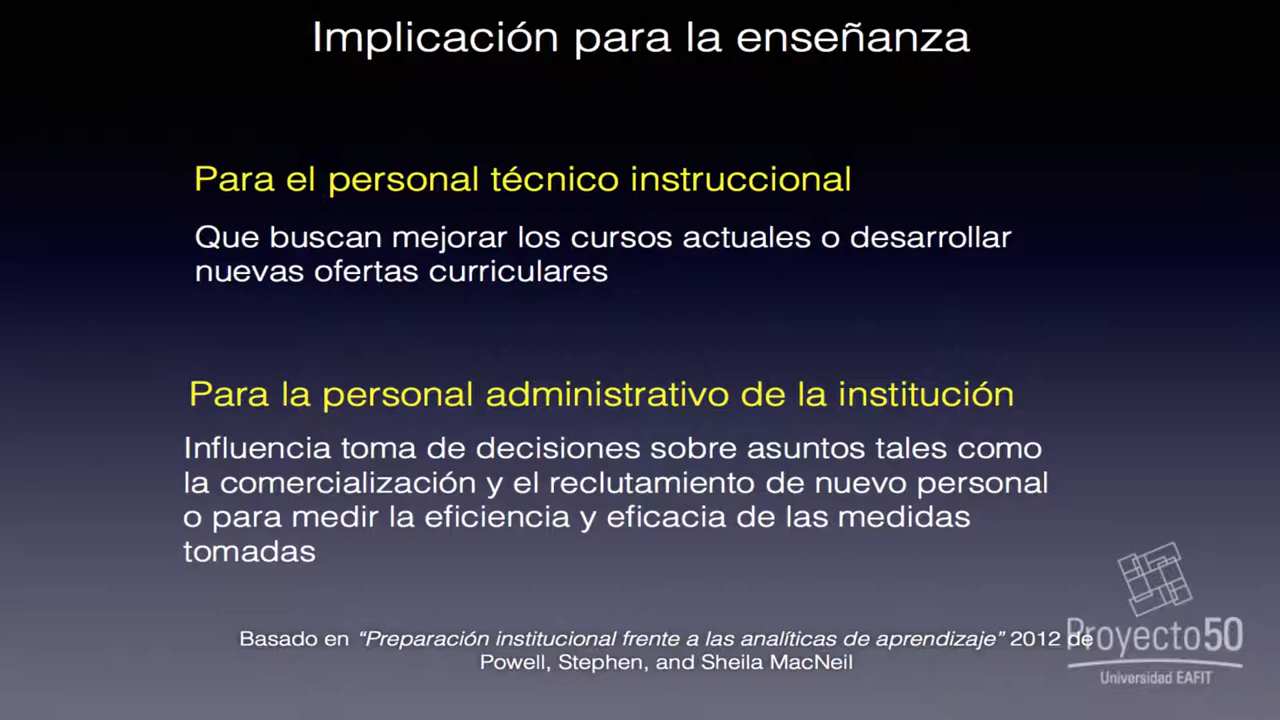 Implicación para la enseñanza
Para el personal técnico instruccional
Que buscan mejorar los cursos actuales o desarrollar
nuevas ofertas curriculares
Para la personal administrativo de la institución
Influencia toma de decisiones sobre asuntos tales como
la comercialización y el reclutamiento de nuevo personal
o para medir la eficiencia y eficacia de las medidas
tomadas
Basado en “Preparación institucional frente a las analíticas de aprendizaje” 2012 de
Powell, Stephen, and Sheila MacNeil
Proyecto50
Universidad EAFIT